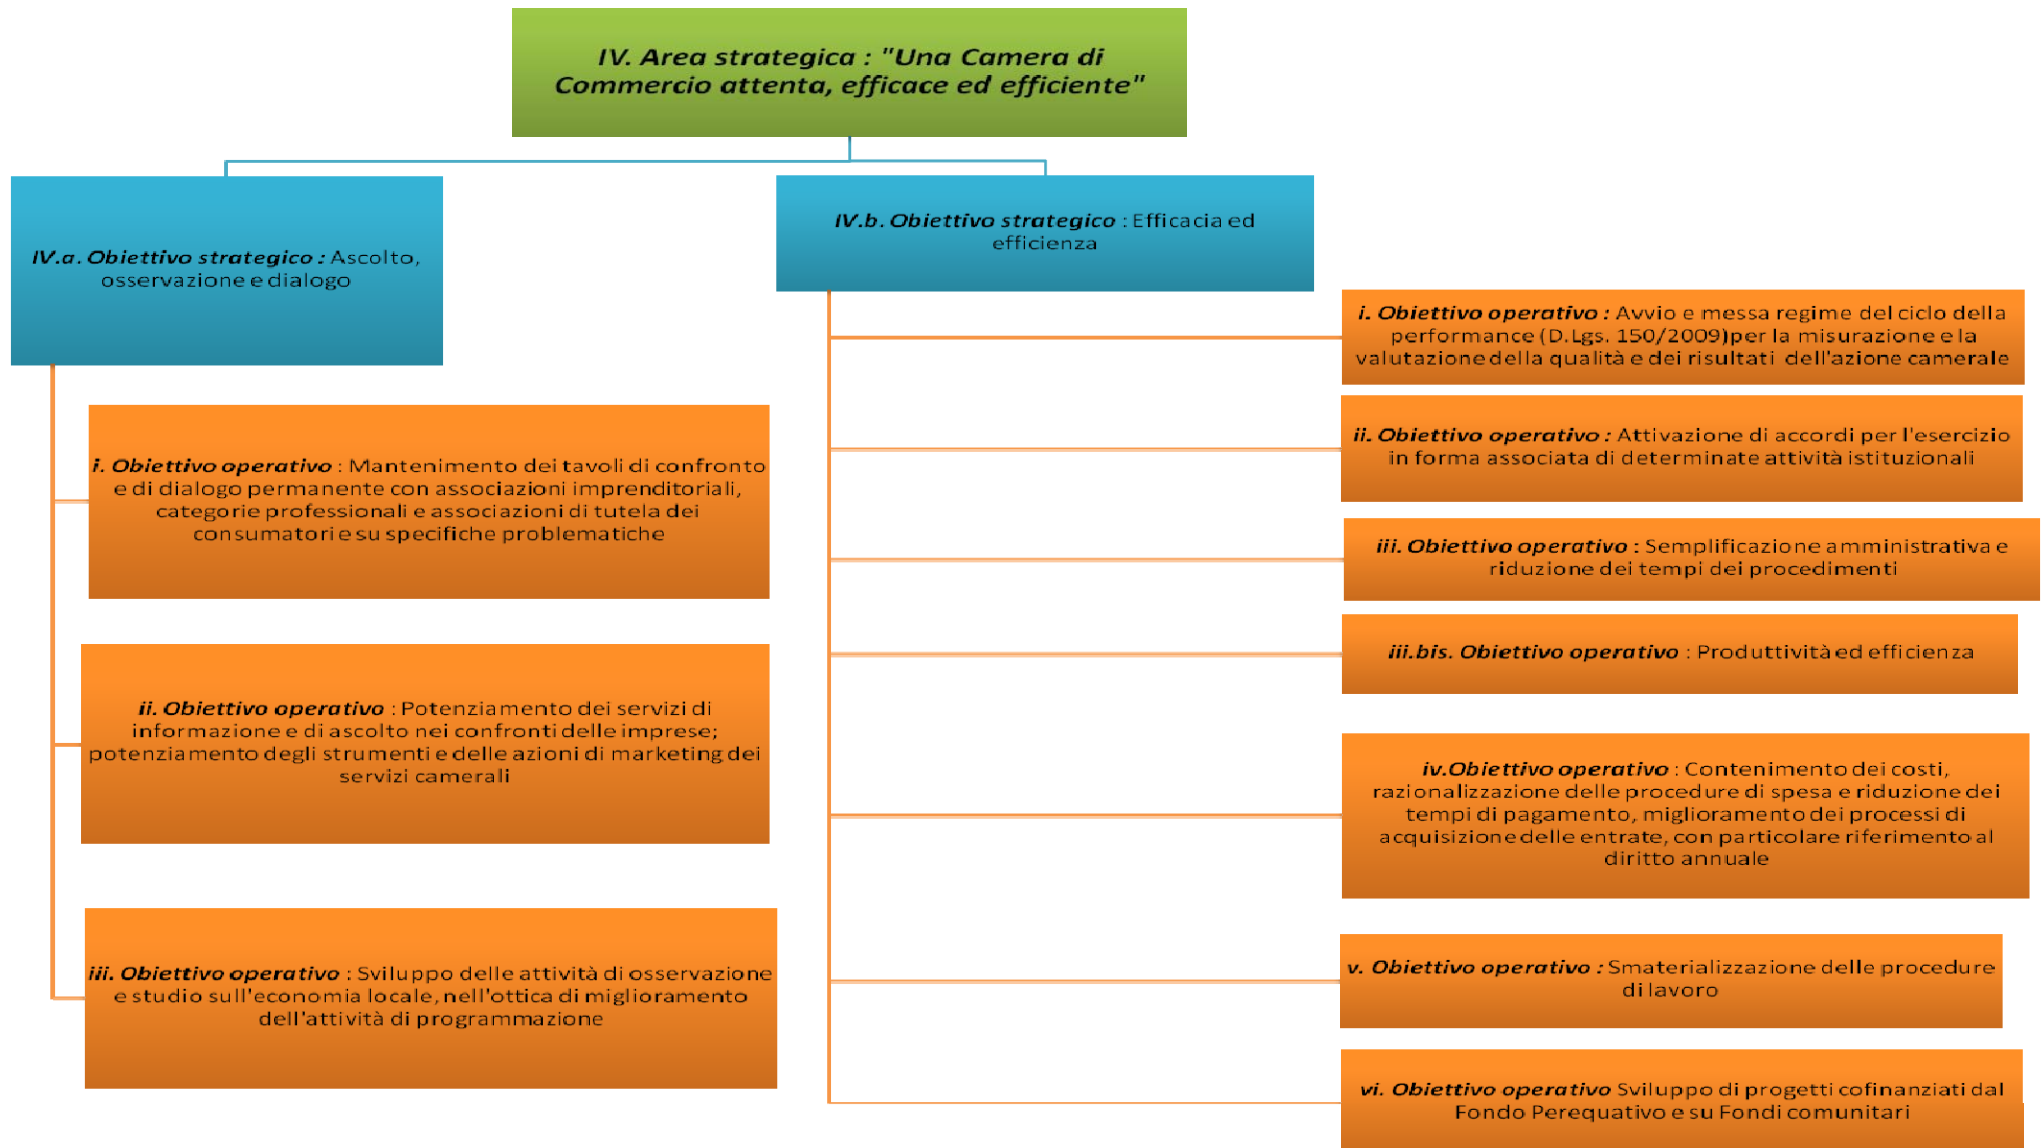 IV. Area strategica : "Una Camera di
Commercio attenta, efficace ed efficiente"
IV.a. Obiettivo strategico : Ascolto,
osservazione e dialogo
i. Obiettivo operativo : Mantenimento dei tavoli di confronto
e di dialogo permanente con associazioni imprenditoriali,
categorie professionali e associazioni di tutela dei
consumatori e su specifiche problematiche
ii. Obiettivo operativo : Potenziamento dei servizi di
informazione e di ascolto nei confronti delle imprese;
potenziamento degli strumenti e delle azioni di marketing dei
servizi camerali
iii. Obiettivo operativo : Sviluppo delle attività di osservazione
e studio sull'economia locale, nell'ottica di miglioramento
dell'attività di programmazione
IV.b. Obiettivo strategico : Efficacia ed
efficienza
i. Obiettivo operativo : Avvio e messa regime del ciclo della
performance (D.Lgs. 150/2009)per la misurazione e la
valutazione della qualità e dei risultati dell'azione camerale
ii. Obiettivo operativo : Attivazione di accordi per l'esercizio
in forma associata di determinate attività istituzionali
iii. Obiettivo operativo : Semplificazione amministrativa e
riduzione dei tempi dei procedimenti
iii.bis. Obiettivo operativo : Produttività ed efficienza
iv.Obiettivo operativo : Contenimento dei costi,
razionalizzazione delle procedure di spesa e riduzione dei
tempi di pagamento, miglioramento dei processi di
acquisizione delle entrate, con particolare riferimento al
diritto annuale
v. Obiettivo operativo : Smaterializzazione delle procedure
di lavoro
vi. Obiettivo operativo Sviluppo di progetti cofinanziati dal
Fondo Perequativo e su Fondi comunitari